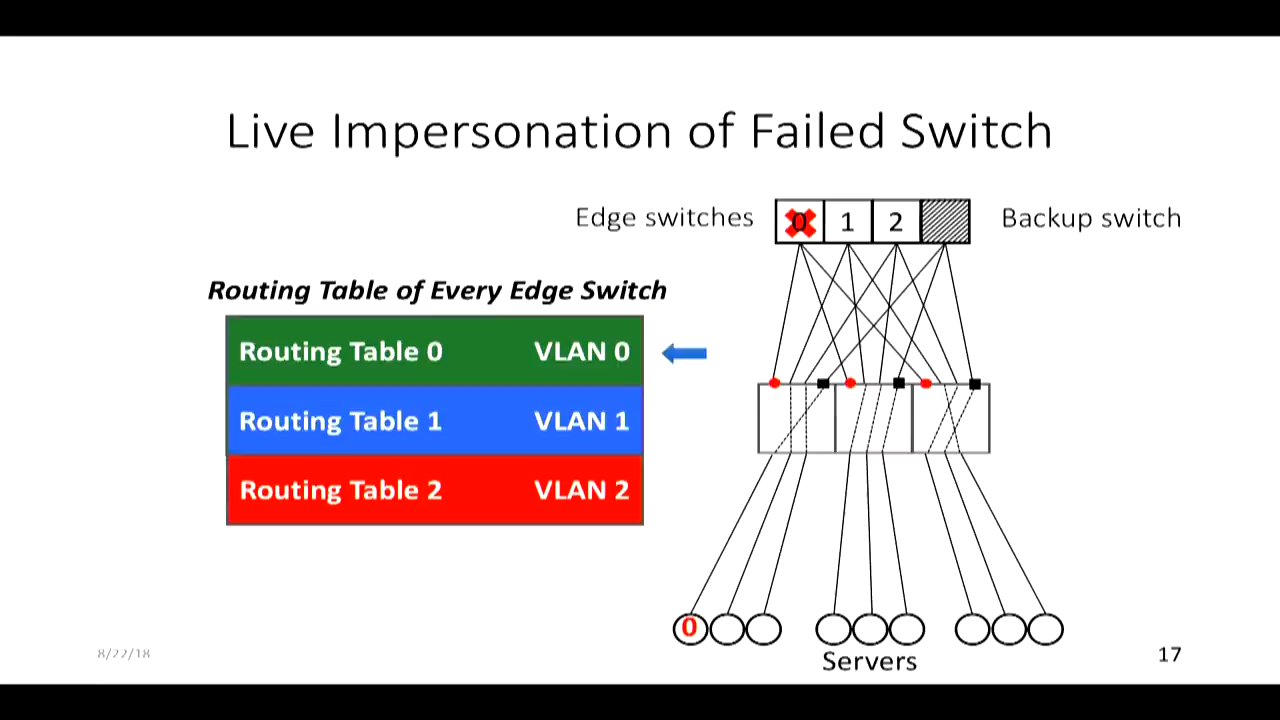 Live Impersonation of Failed Switch
Edge switches
0 1 2
Backup switch
Routing Table of Every Edge Switch
Routing Table 0 VLAN 0
Routing Table 1 VLAN 1
Routing Table 2 VLAN 2
0
Servers
8/22/18
17